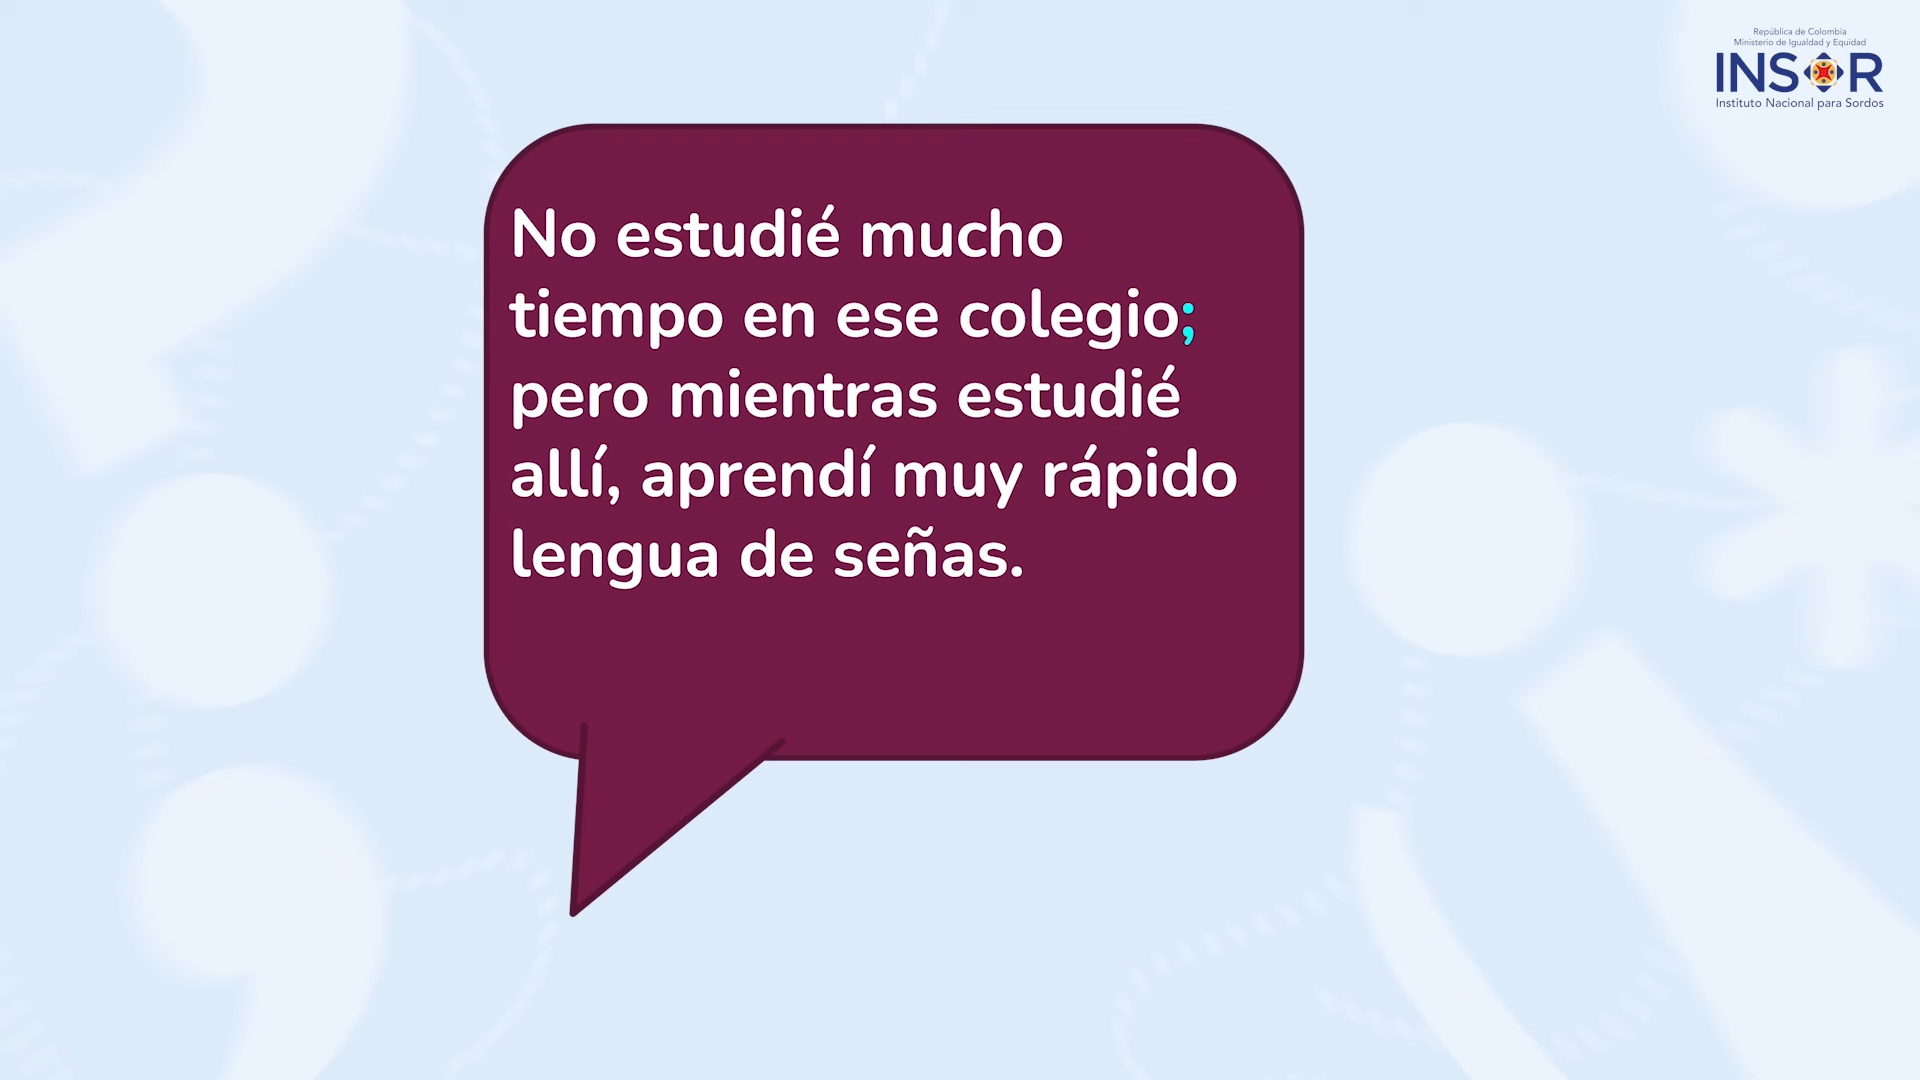 República de Colombia
Ministerio de Igualdad y Equidad
INSOR
Instituto Nacional para Sordos
No estudié mucho
tiempo en ese colegio;
pero mientras estudié
allí, aprendí muy rápido
lengua de señas.